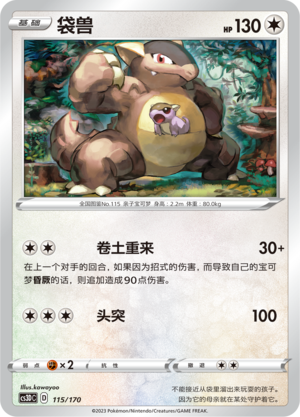 基础 袋兽 HP 130
全国图鉴No.115 亲子宝可梦 身高：2.2m 体重：80.0kg
卷土重来 30+
在上一个对手的回合，如果因为招式的伤害，而导致自己的宝可
梦昏厥的话，则追加造成90点伤害。
头突 100
弱点 ×2 抵抗力 撤退
Illus.kawayoo
CS3D C D 115/170
不能接近从袋里溜出来玩耍的孩子。
因为它的母亲就在某处守护着它。
©2023 Pokémon/Nintendo/Creatures/GAME FREAK.